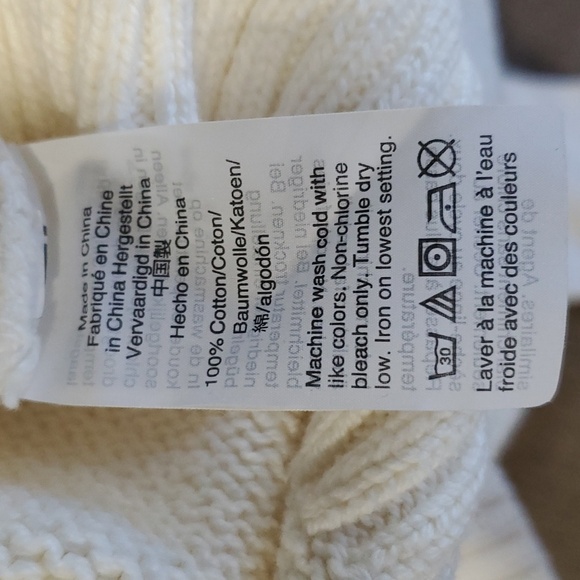 Made in China
Fabriqué en Chine
in China Hergestellt
Vervaardigd in China
中国製
Hecho en China
100% Cotton/Coton/
Baumwolle/Katoen/
綿/algodón
Machine wash cold with
like colors. Non-chlorine
bleach only. Tumble dry
low. Iron on lowest setting.
30
Laver à la machine à l'eau
froide avec des couleurs